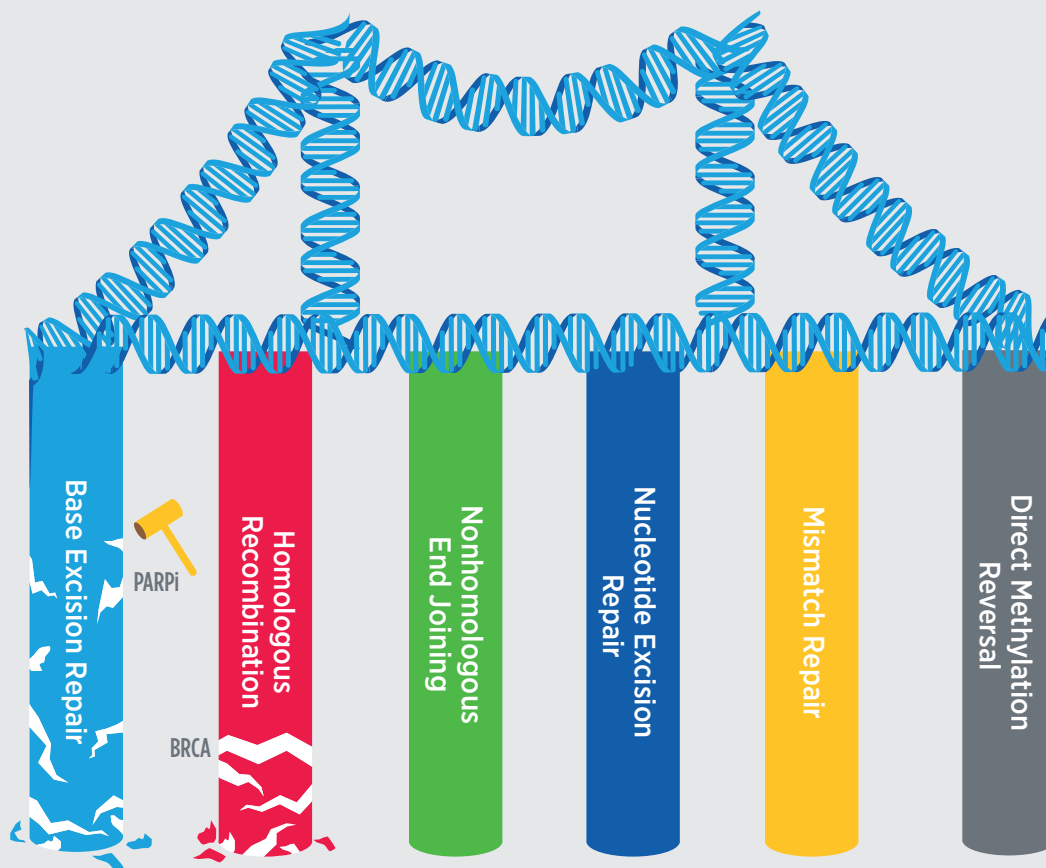 Base Excision Repair
PARPi
Homologous
Recombination
BRCA
Nonhomologous
End Joining
Nucleotide Excision
Repair
Mismatch Repair
Direct Methylation
Reversal